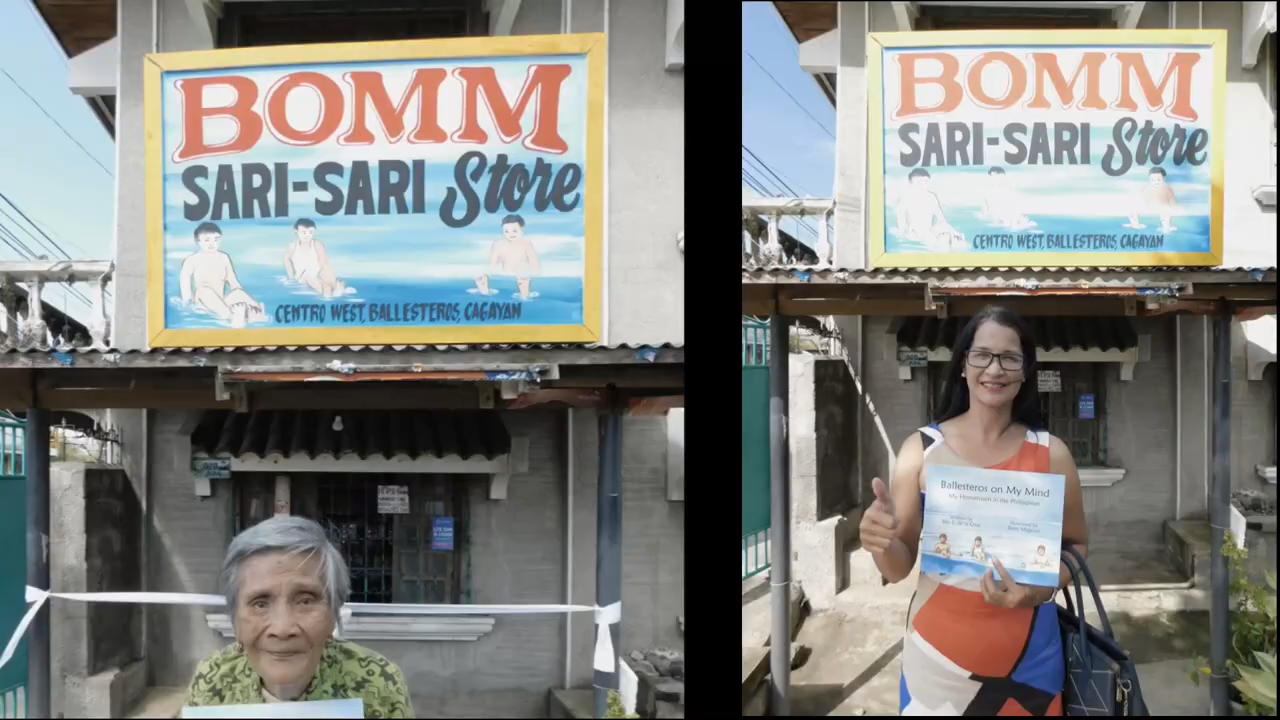 BOMM
SARI-SARI Store
CENTRO WEST, BALLESTEROS, CAGAYAN
BOMM
SARI-SARI Store
CENTRO WEST, BALLESTEROS, CAGAYAN
Ballesteros on My Mind
My Hometown in the Philippines